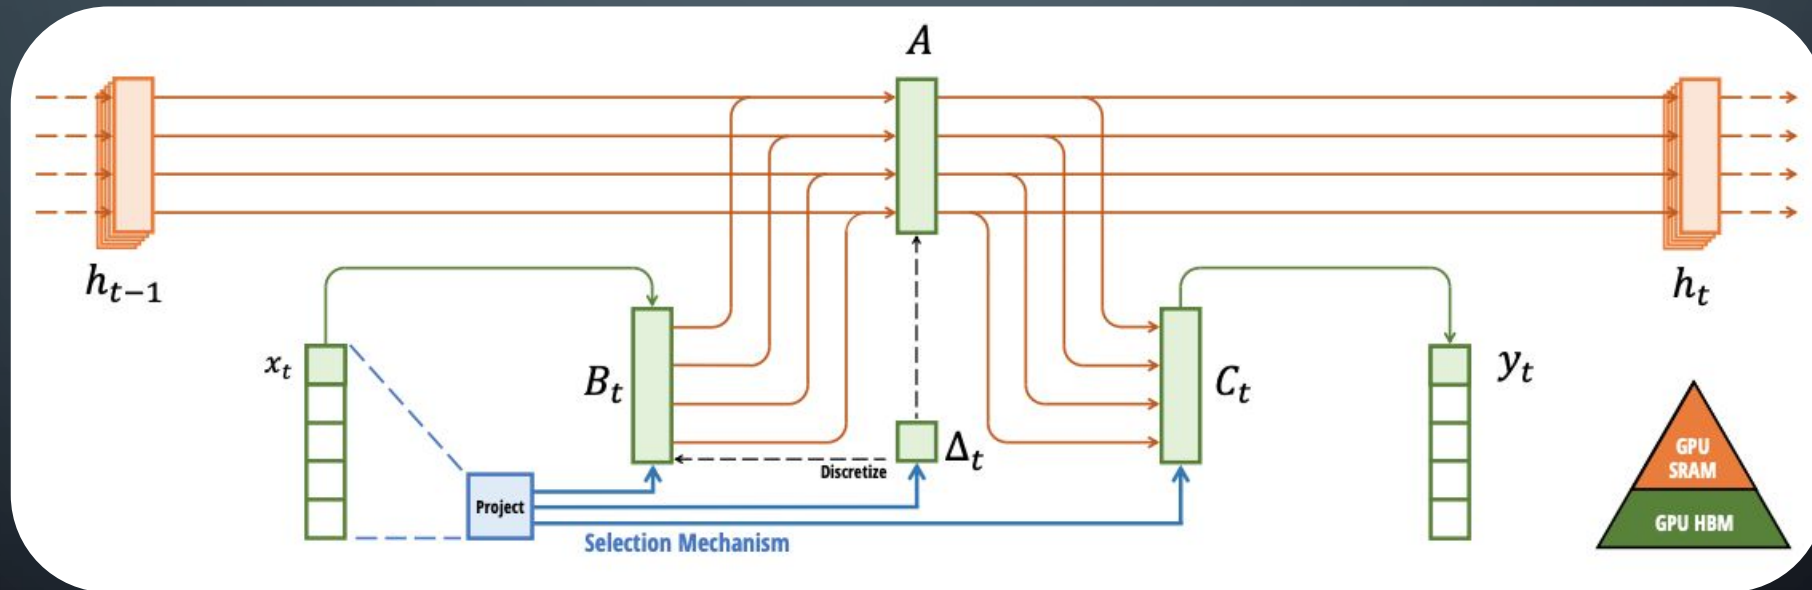 A
h_{t-1}
h_t
x_t
B_t
C_t
y_t
Δ_t
Discretize
Project
Selection Mechanism
GPU
SRAM
GPU HBM